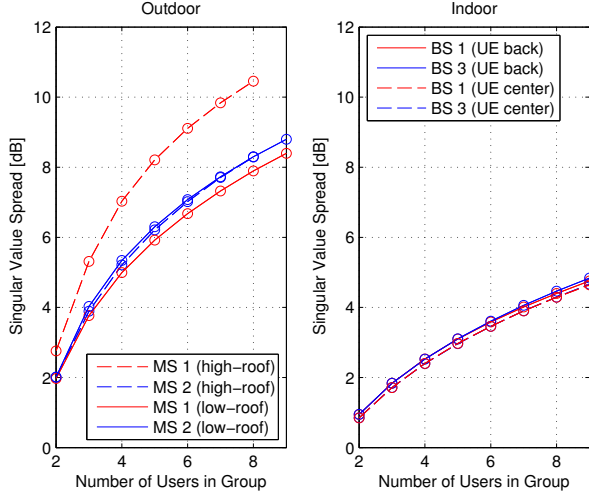 Outdoor
12
10
8
6
4
2
0
Singular Value Spread [dB]
MS 1 (high-roof)
MS 2 (high-roof)
MS 1 (low-roof)
MS 2 (low-roof)
2 4 6 8
Number of Users in Group
Indoor
12
10
8
6
4
2
0
Singular Value Spread [dB]
BS 1 (UE back)
BS 3 (UE back)
BS 1 (UE center)
BS 3 (UE center)
2 4 6 8
Number of Users in Group